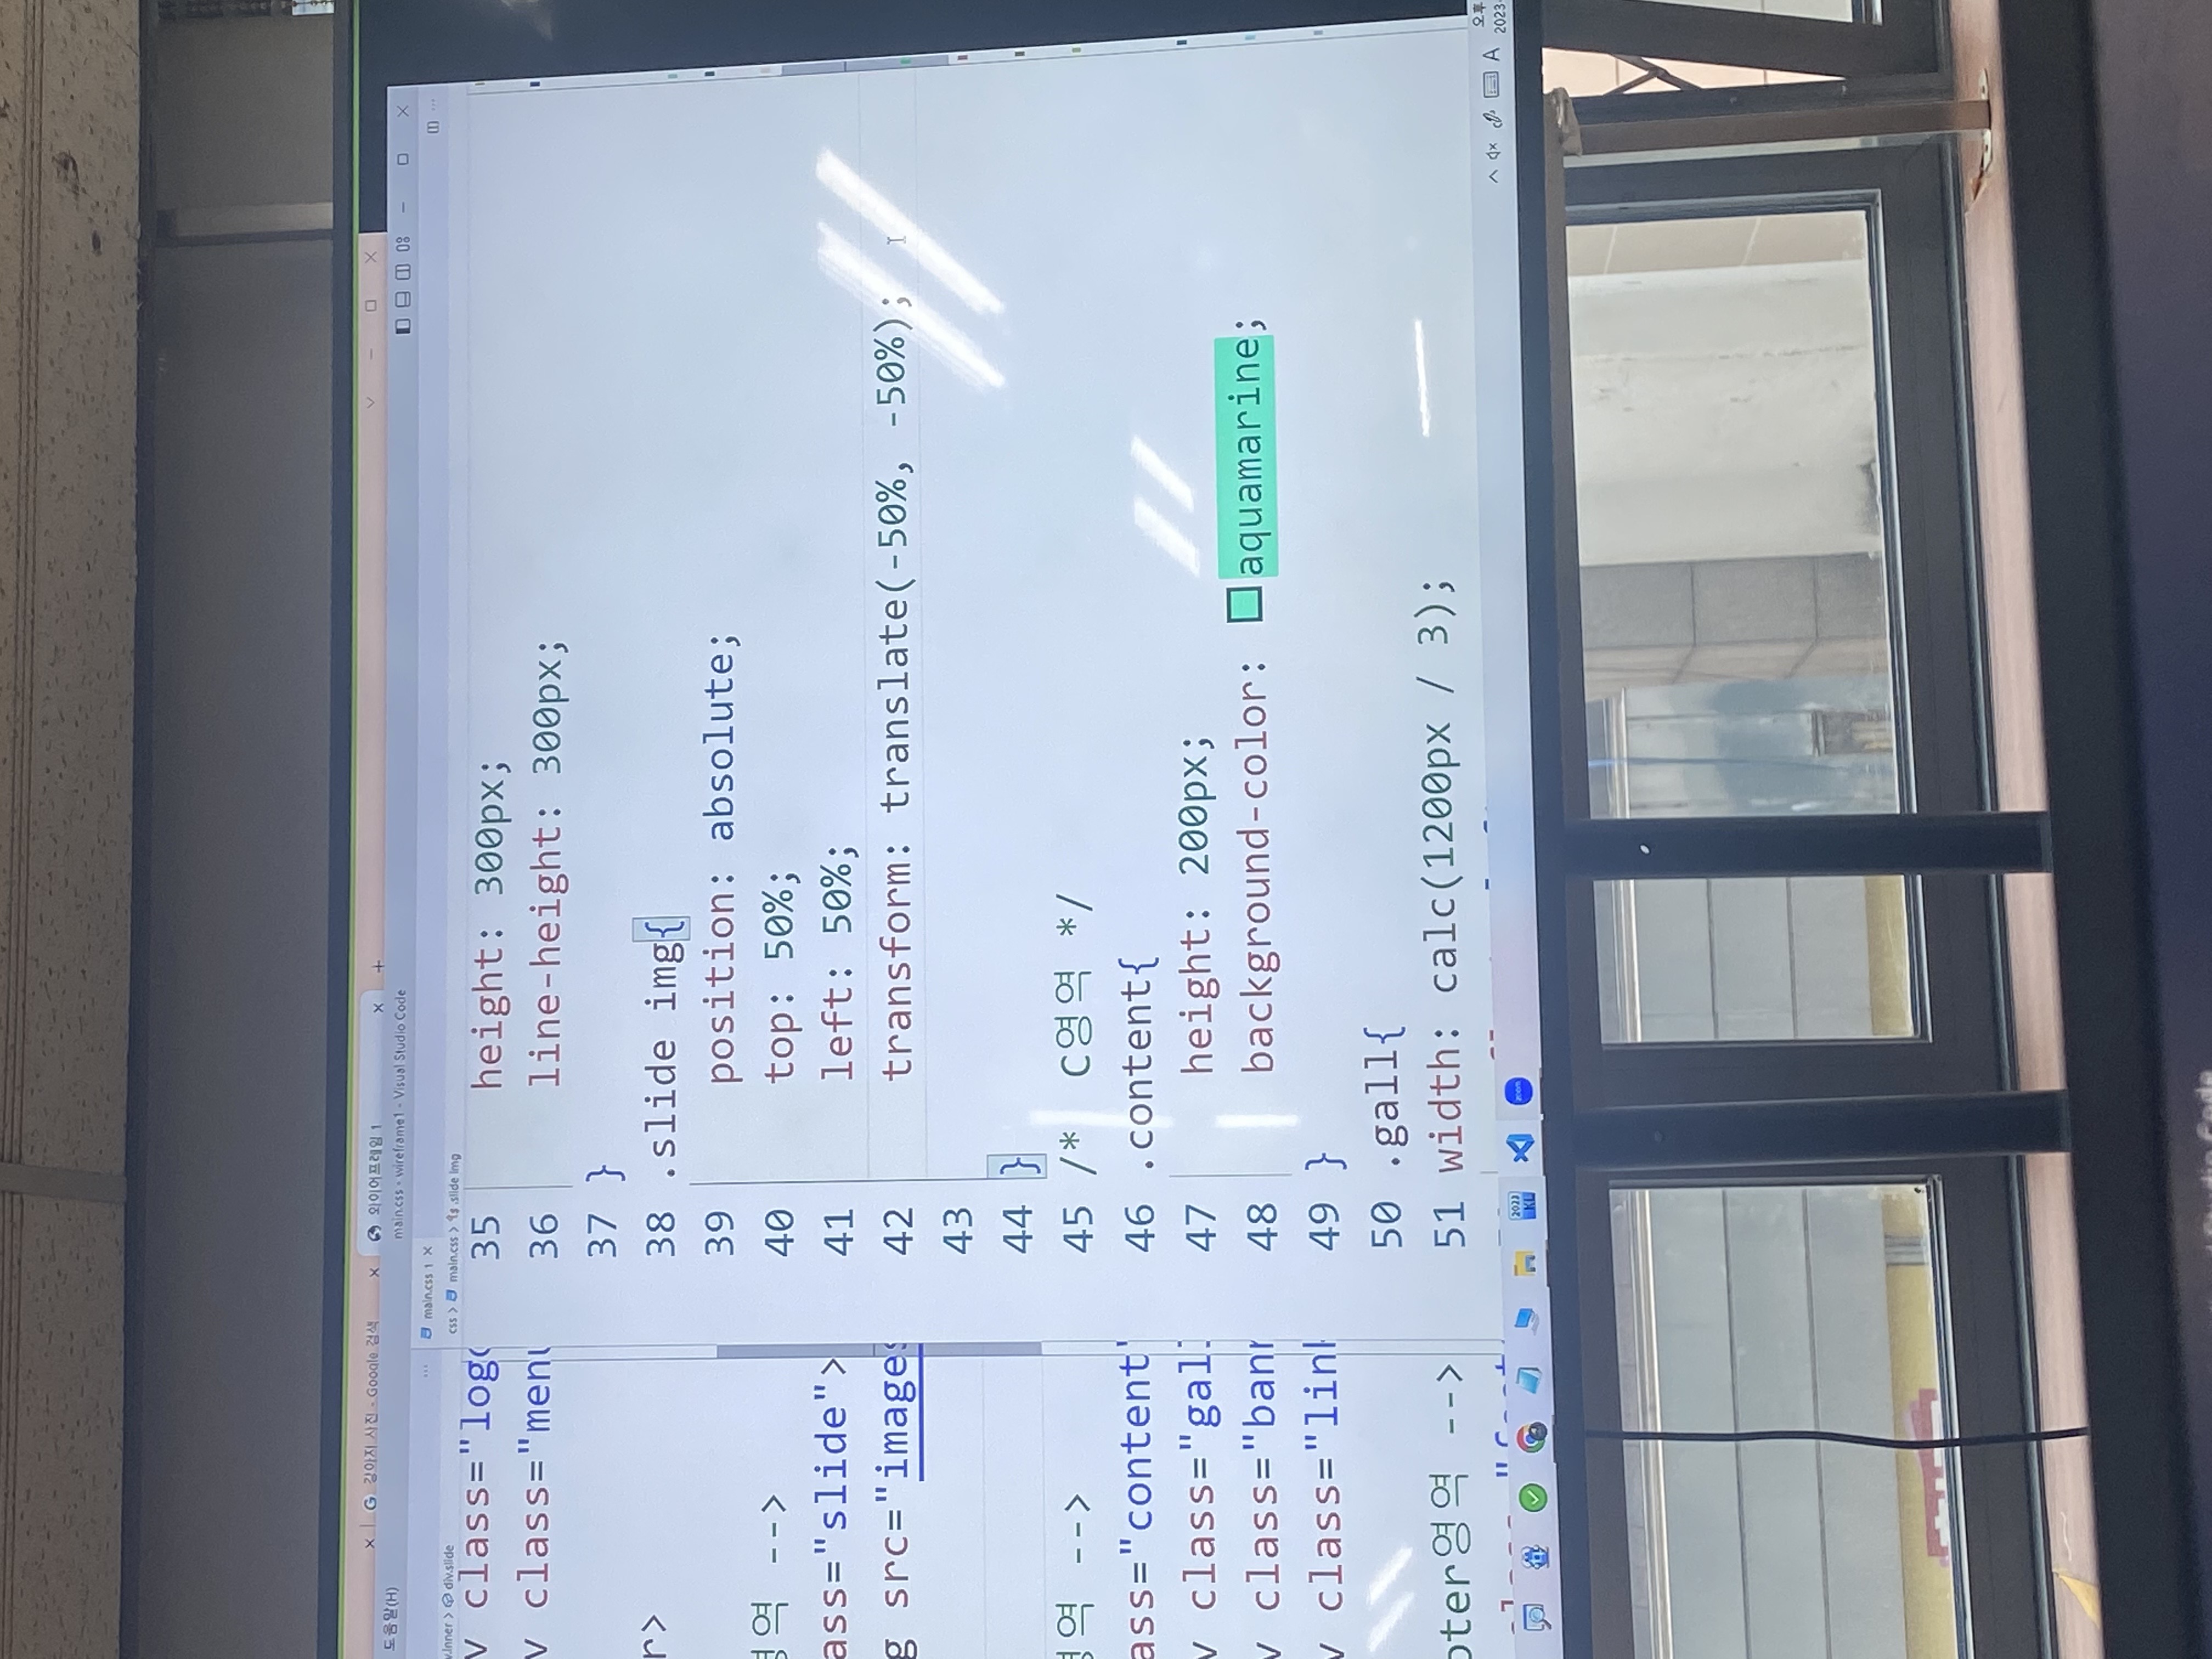 강아지 사진 - Google 검색
와이어프레임 1
도움말(H)
main.css - wireframe1 - Visual Studio Code
main.css 1
v.inner > div.slide
css > main.css > .slide img
v class="log
v class="men
r>
영역 -->
ass="slide">
g src="images
영역 -->
ass="content"
v class="gal
v class="ban
v class="lin
oter영역 -->
35 height: 300px;
36 line-height: 300px;
37 }
38 .slide img{
39 position: absolute;
40 top: 50%;
41 left: 50%;
42 transform: translate(-50%, -50%);
43
44 }
45 /* C영역 */
46 .content{
47 height: 200px;
48 background-color: aquamarine;
49 }
50 .gall{
51 width: calc(1200px / 3);
2023
KL
zoom
A
오후
2023-
Studio Code